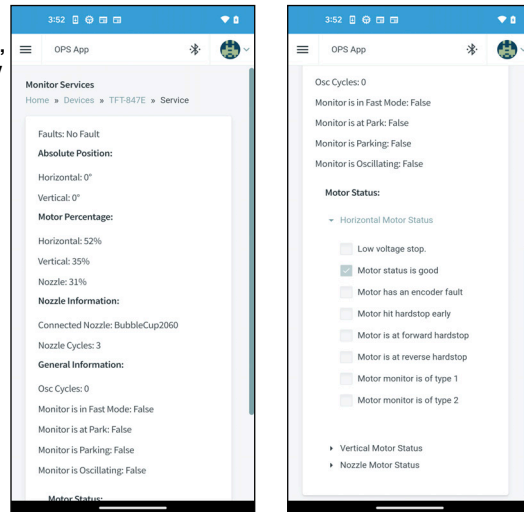 3:52
OPS App
Monitor Services
Home » Devices » TFT-847E » Service
Faults: No Fault
Absolute Position:
Horizontal: 0°
Vertical: 0°
Motor Percentage:
Horizontal: 52%
Vertical: 35%
Nozzle: 31%
Nozzle Information:
Connected Nozzle: BubbleCup2060
Nozzle Cycles: 3
General Information:
Osc Cycles: 0
Monitor is in Fast Mode: False
Monitor is at Park: False
Monitor is Parking: False
Monitor is Oscillating: False
Motor Status:
3:52
OPS App
Osc Cycles: 0
Monitor is in Fast Mode: False
Monitor is at Park: False
Monitor is Parking: False
Monitor is Oscillating: False
Motor Status:
Horizontal Motor Status
Low voltage stop.
Motor status is good
Motor has an encoder fault
Motor hit hardstop early
Motor is at forward hardstop
Motor is at reverse hardstop
Motor monitor is of type 1
Motor monitor is of type 2
Vertical Motor Status
Nozzle Motor Status